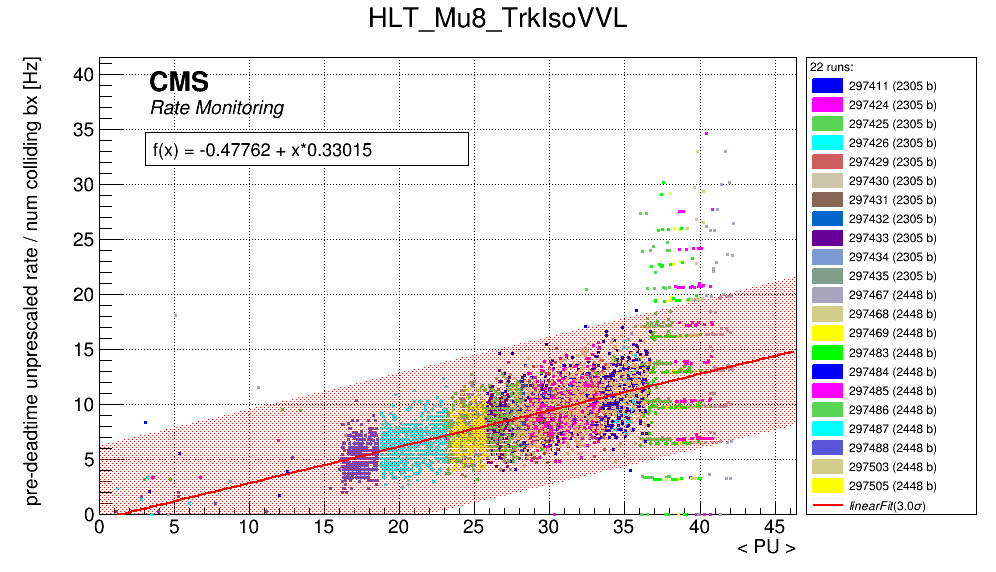 HLT_Mu8_TrkIsoVVL
pre-deadtime unprescaled rate / num colliding bx [Hz]
CMS
Rate Monitoring
f(x) = -0.47762 + x*0.33015
40
35
30
25
20
15
10
5
0
0 5 10 15 20 25 30 35 40 45
< PU >
22 runs:
297411 (2305 b)
297424 (2305 b)
297425 (2305 b)
297426 (2305 b)
297429 (2305 b)
297430 (2305 b)
297431 (2305 b)
297432 (2305 b)
297433 (2305 b)
297434 (2305 b)
297435 (2305 b)
297467 (2448 b)
297468 (2448 b)
297469 (2448 b)
297483 (2448 b)
297484 (2448 b)
297485 (2448 b)
297486 (2448 b)
297487 (2448 b)
297488 (2448 b)
297503 (2448 b)
297505 (2448 b)
linearFit(3.0σ)